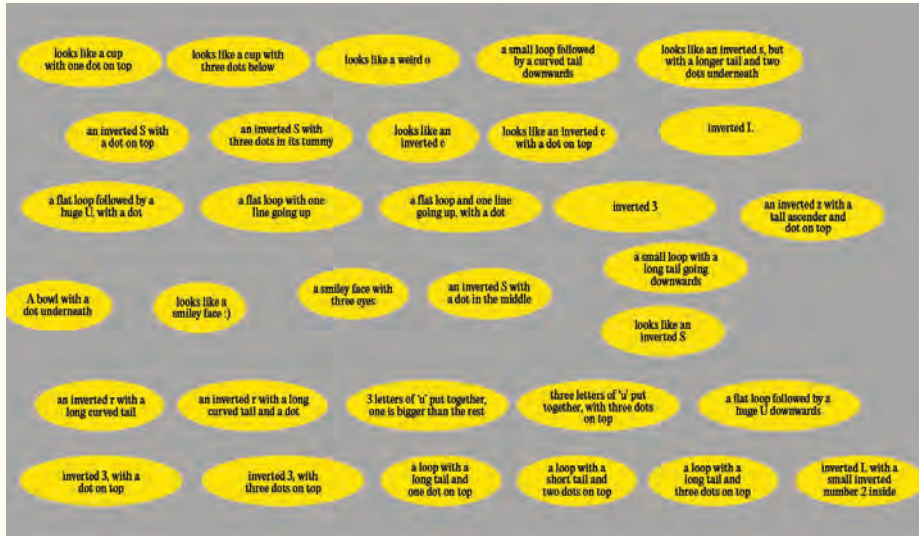 looks like a cup
with one dot on top
looks like a cup with
three dots below
looks like a weird o
a small loop followed
by a curved tail
downwards
looks like an inverted s, but
with a longer tail and two
dots underneath
an inverted S with
a dot on top
an inverted S with
three dots in its tummy
looks like an
inverted c
looks like an inverted c
with a dot on top
inverted L
a flat loop followed by a
huge U, with a dot
a flat loop with one
line going up
a flat loop and one line
going up, with a dot
inverted 3
an inverted z with a
tall ascender and
dot on top
A bowl with a
dot underneath
looks like a
smiley face :)
a smiley face with
three eyes
an inverted S with
a dot in the middle
a small loop with a
long tail going
downwards
looks like an
inverted S
an inverted r with a
long curved tail
an inverted r with a long
curved tail and a dot
3 letters of 'u' put together,
one is bigger than the rest
three letters of 'u' put
together, with three dots
on top
a flat loop followed by a
huge U downwards
inverted 3, with a
dot on top
inverted 3, with
three dots on top
a loop with a
long tail and
one dot on top
a loop with a
short tail and
two dots on top
a loop with a
long tail and
three dots on top
inverted L with a
small inverted
number 2 inside